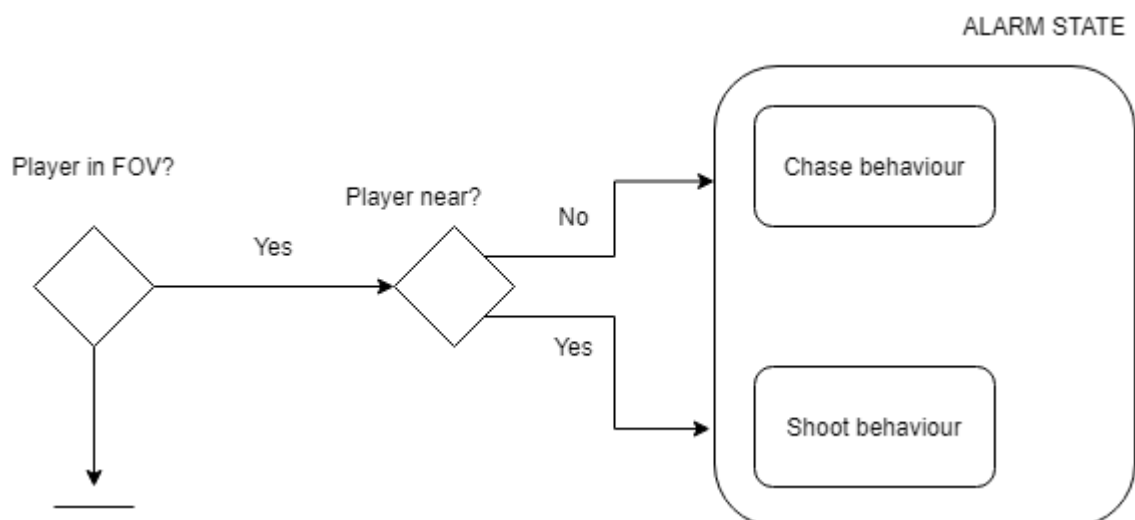 ALARM STATE
Player in FOV?
Player near?
Yes
No
Yes
Chase behaviour
Shoot behaviour